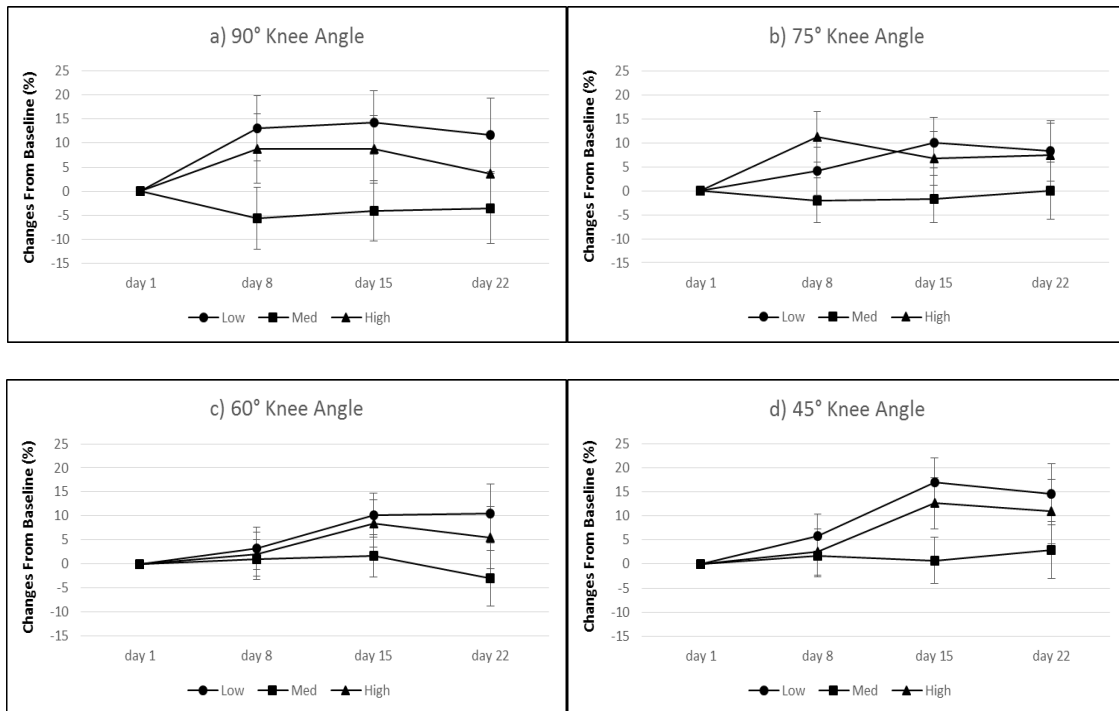 a) 90° Knee Angle
Changes From Baseline (%)
25
20
15
10
5
0
-5
-10
-15
day 1 day 8 day 15 day 22
Low Med High
b) 75° Knee Angle
Changes From Baseline (%)
25
20
15
10
5
0
-5
-10
-15
day 1 day 8 day 15 day 22
Low Med High
c) 60° Knee Angle
Changes From Baseline (%)
25
20
15
10
5
0
-5
-10
-15
day 1 day 8 day 15 day 22
Low Med High
d) 45° Knee Angle
Changes From Baseline (%)
25
20
15
10
5
0
-5
-10
-15
day 1 day 8 day 15 day 22
Low Med High